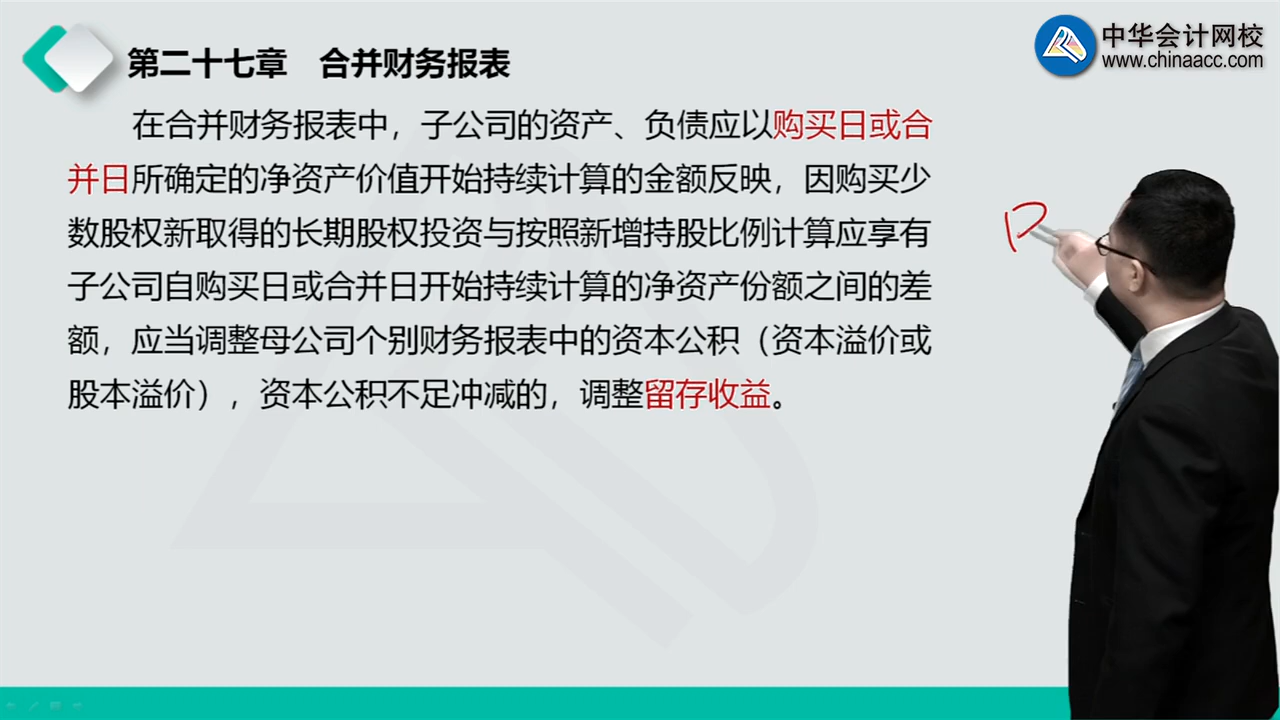 第二十七章 合并财务报表
中华会计网校
www.chinaacc.com
在合并财务报表中，子公司的资产、负债应以购买日或合
并日所确定的净资产价值开始持续计算的金额反映，因购买少
数股权新取得的长期股权投资与按照新增持股比例计算应享有
子公司自购买日或合并日开始持续计算的净资产份额之间的差
额，应当调整母公司个别财务报表中的资本公积（资本溢价或
股本溢价），资本公积不足冲减的，调整留存收益。
P